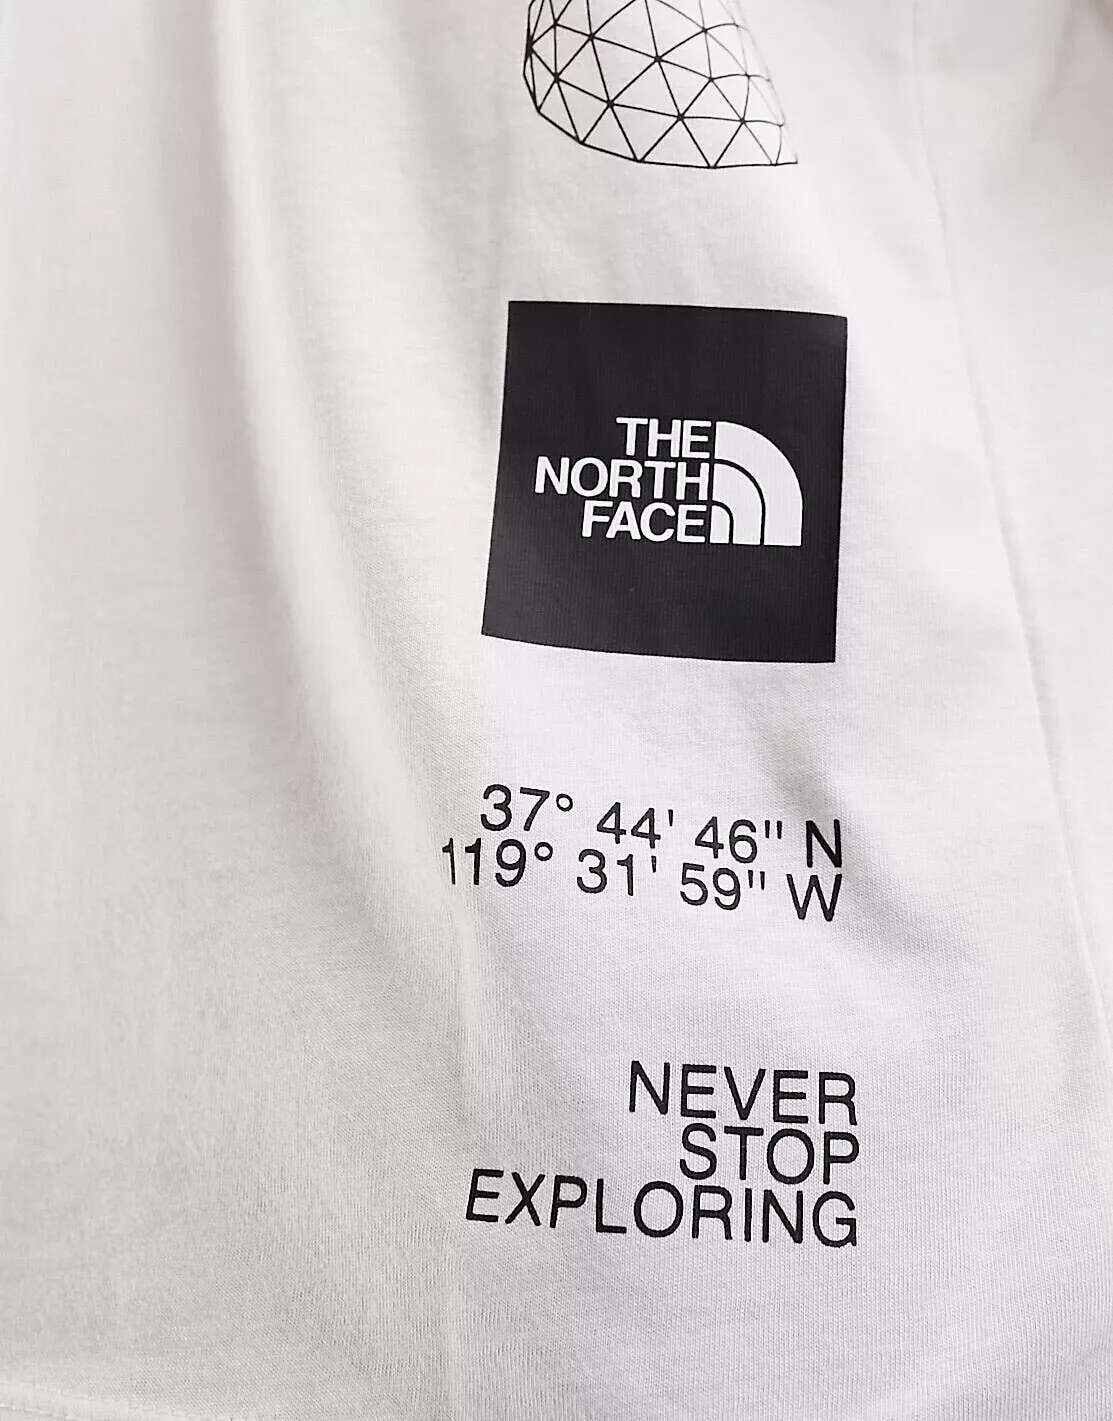 THE
NORTH
FACE
37° 44' 46" N
119° 31' 59" W
NEVER
STOP
EXPLORING